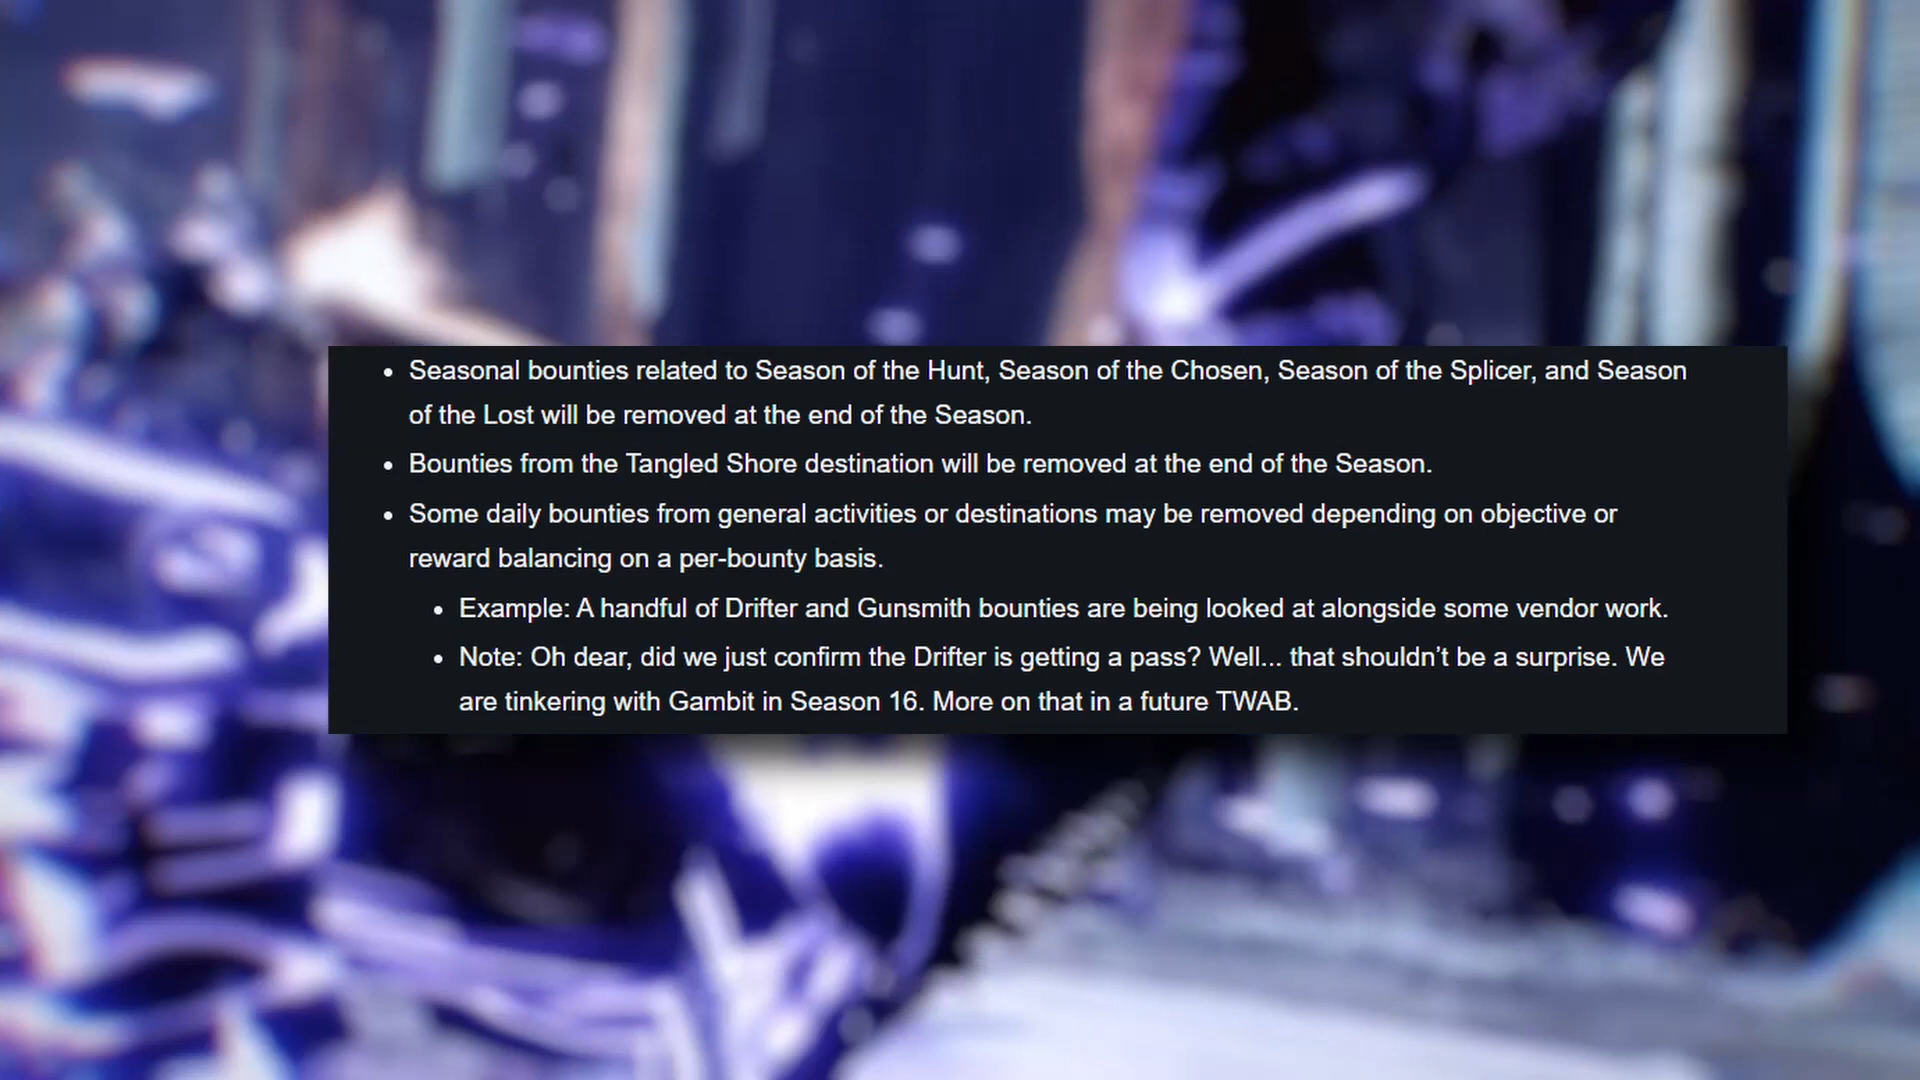 • Seasonal bounties related to Season of the Hunt, Season of the Chosen, Season of the Splicer, and Season
of the Lost will be removed at the end of the Season.
• Bounties from the Tangled Shore destination will be removed at the end of the Season.
• Some daily bounties from general activities or destinations may be removed depending on objective or
reward balancing on a per-bounty basis.
• Example: A handful of Drifter and Gunsmith bounties are being looked at alongside some vendor work.
• Note: Oh dear, did we just confirm the Drifter is getting a pass? Well... that shouldn’t be a surprise. We
are tinkering with Gambit in Season 16. More on that in a future TWAB.